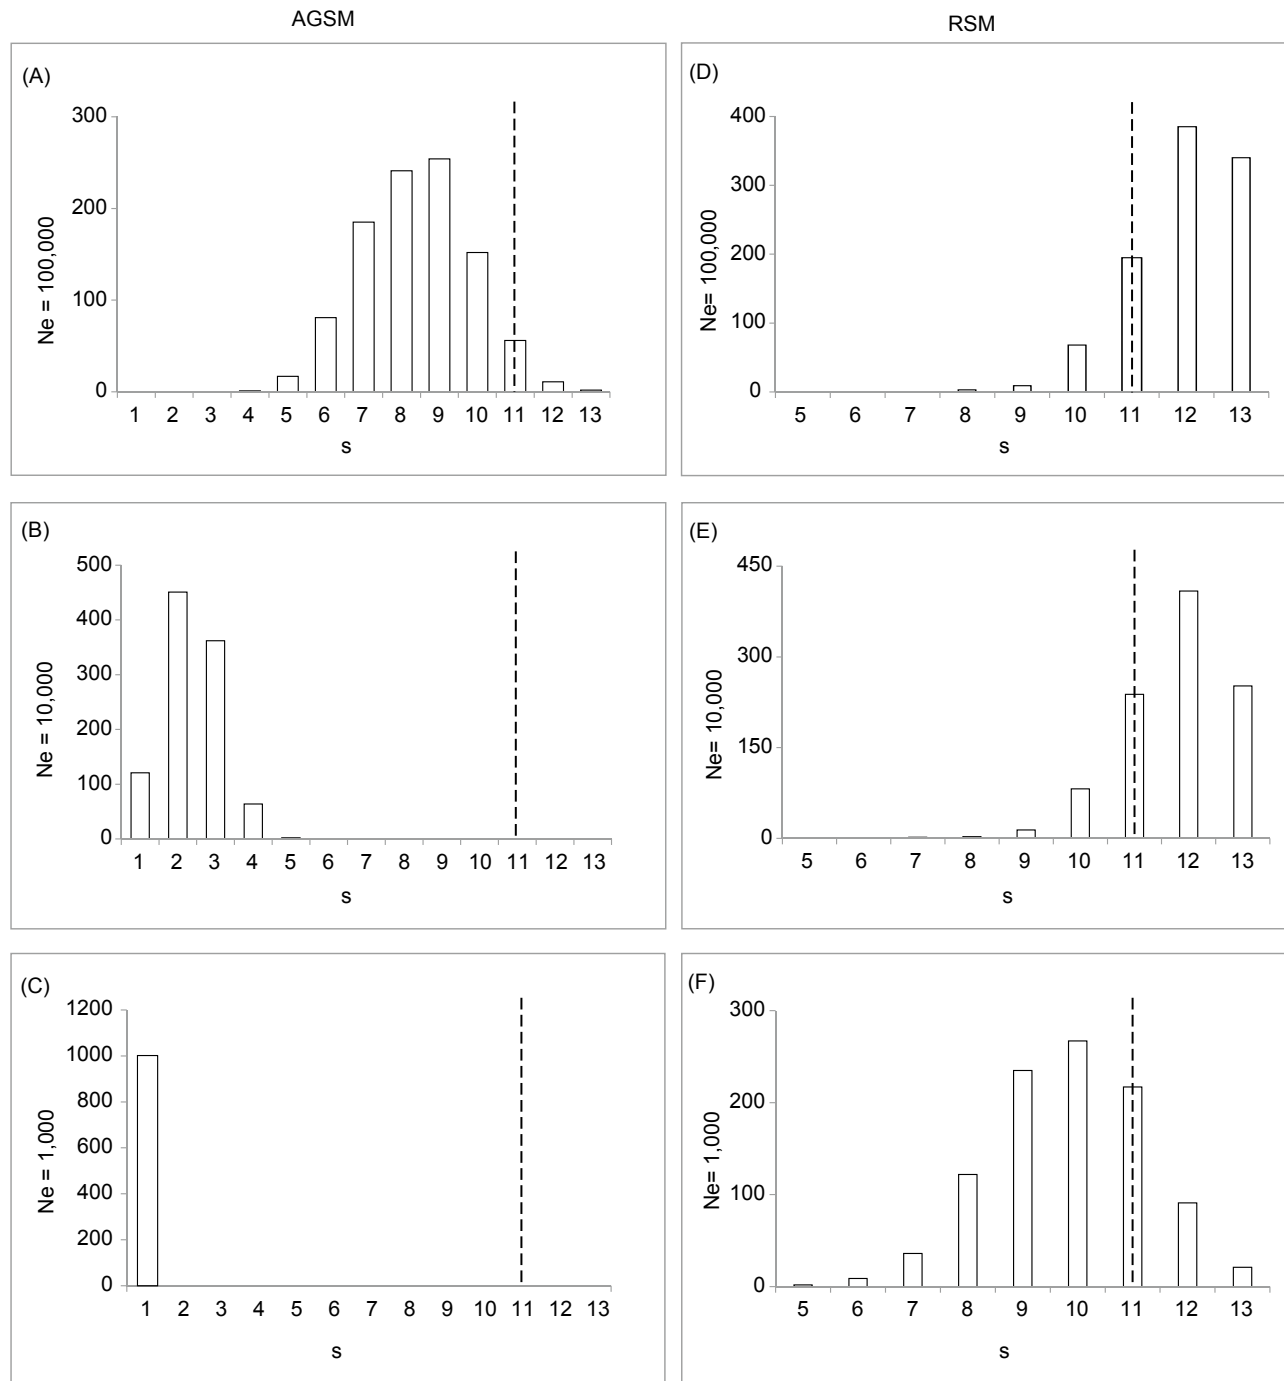 AGSM
RSM
(A)
300
200
100
0
Ne = 100,000
1 2 3 4 5 6 7 8 9 10 11 12 13
s
(D)
400
300
200
100
0
Ne= 100,000
5 6 7 8 9 10 11 12 13
s
(B)
500
400
300
200
100
0
Ne = 10,000
1 2 3 4 5 6 7 8 9 10 11 12 13
s
(E)
450
300
150
0
Ne= 10,000
5 6 7 8 9 10 11 12 13
s
(C)
1200
1000
800
600
400
200
0
Ne = 1,000
1 2 3 4 5 6 7 8 9 10 11 12 13
s
(F)
300
200
100
0
Ne= 1,000
5 6 7 8 9 10 11 12 13
s